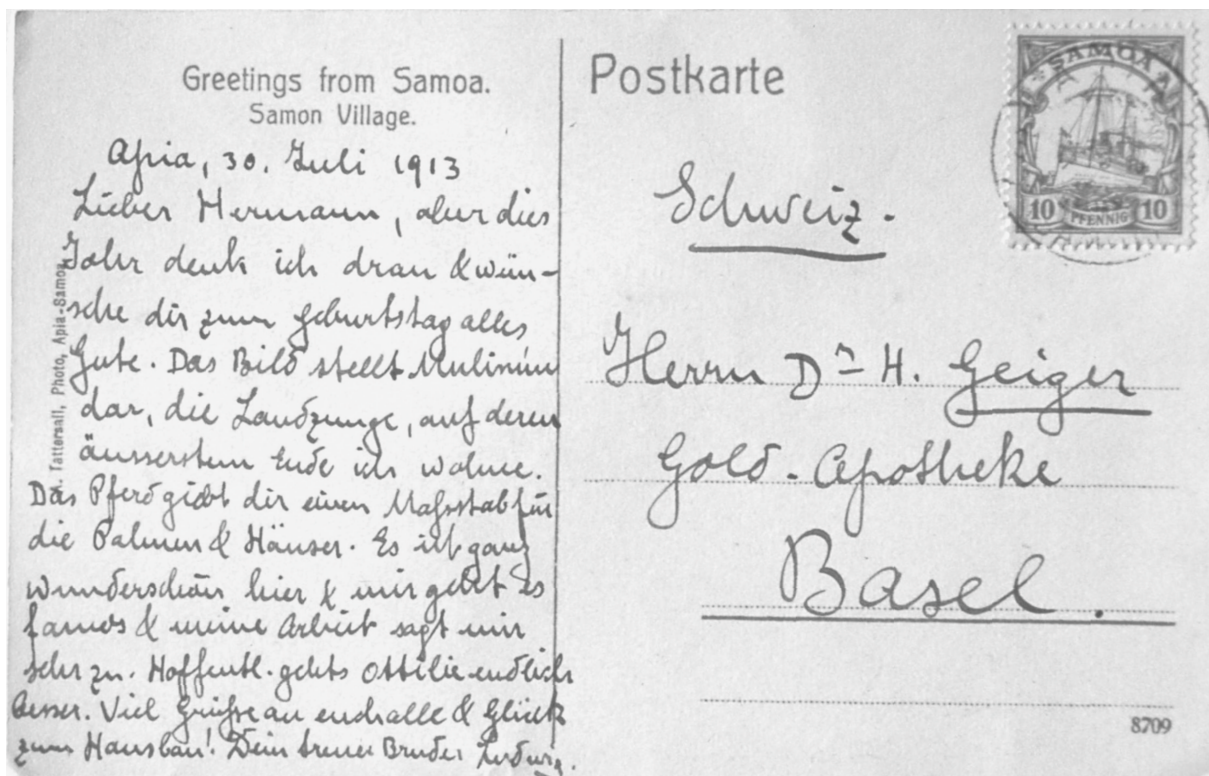 Greetings from Samoa.
Samon Village.
Apia, 30. Juli 1913
Lieber Hermann, aber dies
Jahr denk ich dran & wün-
sche dir zum Geburtstag alles
Gute. Das Bild stellt Mulinuu
dar, die Landzunge, auf deren
äusserstem Ende ich wohne.
Das Pferd giebt dir einen Maßstab für
die Palmen & Häuser. Es ist ganz
wunderschön hier & mir geht es
famos & meine Arbeit sagt mir
sehr zu. Hoffentl. gehts Ottilie endlich
besser. Viel Grüße an euch alle & Glück
zum Hausbau! Dein treuer Bruder Ludwig.
A. Tattersall, Photo, Apia-Samoa
Postkarte
SAMOA
10 PFENNIG 10
Schweiz.
Herrn Dr H. Geiger
Gold-Apotheke
Basel.
8709